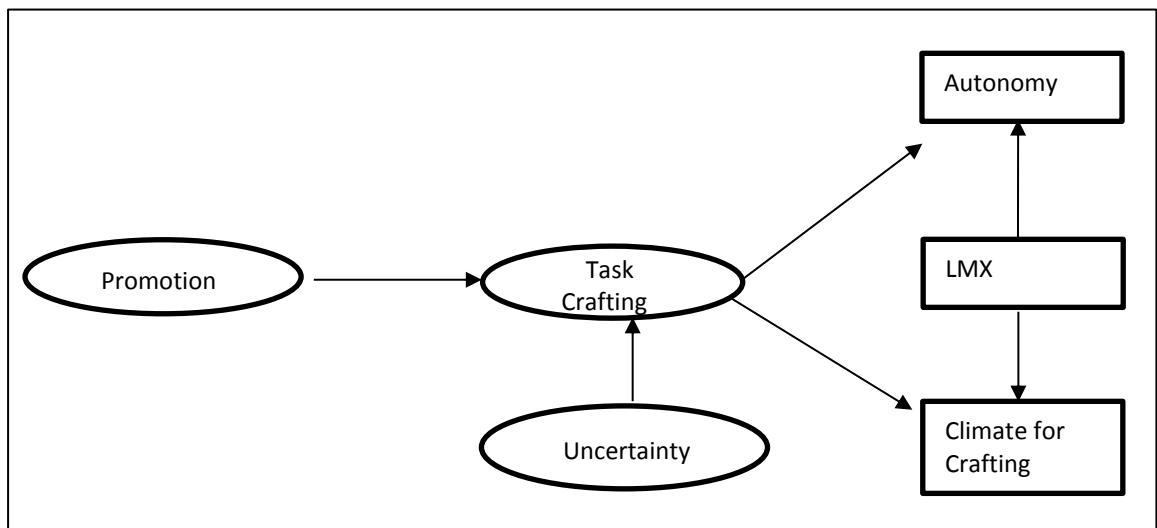 Autonomy
Promotion
Task
Crafting
LMX
Uncertainty
Climate for
Crafting